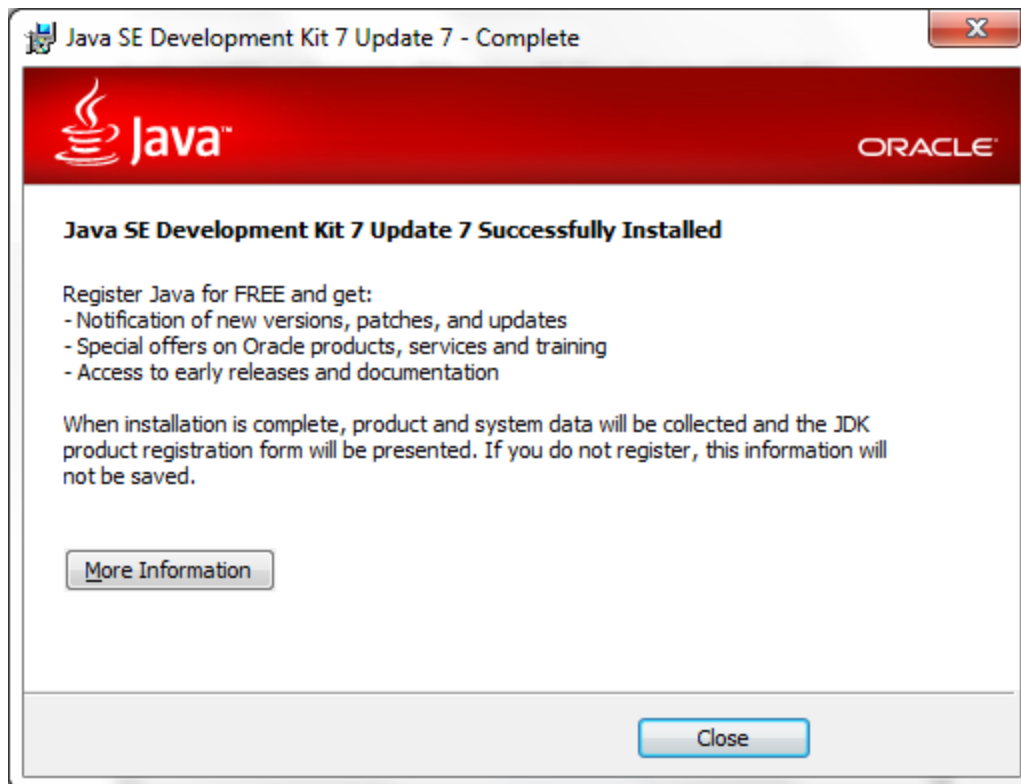 Java SE Development Kit 7 Update 7 - Complete
Java™
ORACLE®
Java SE Development Kit 7 Update 7 Successfully Installed
Register Java for FREE and get:
- Notification of new versions, patches, and updates
- Special offers on Oracle products, services and training
- Access to early releases and documentation
When installation is complete, product and system data will be collected and the JDK
product registration form will be presented. If you do not register, this information will
not be saved.
More Information
Close